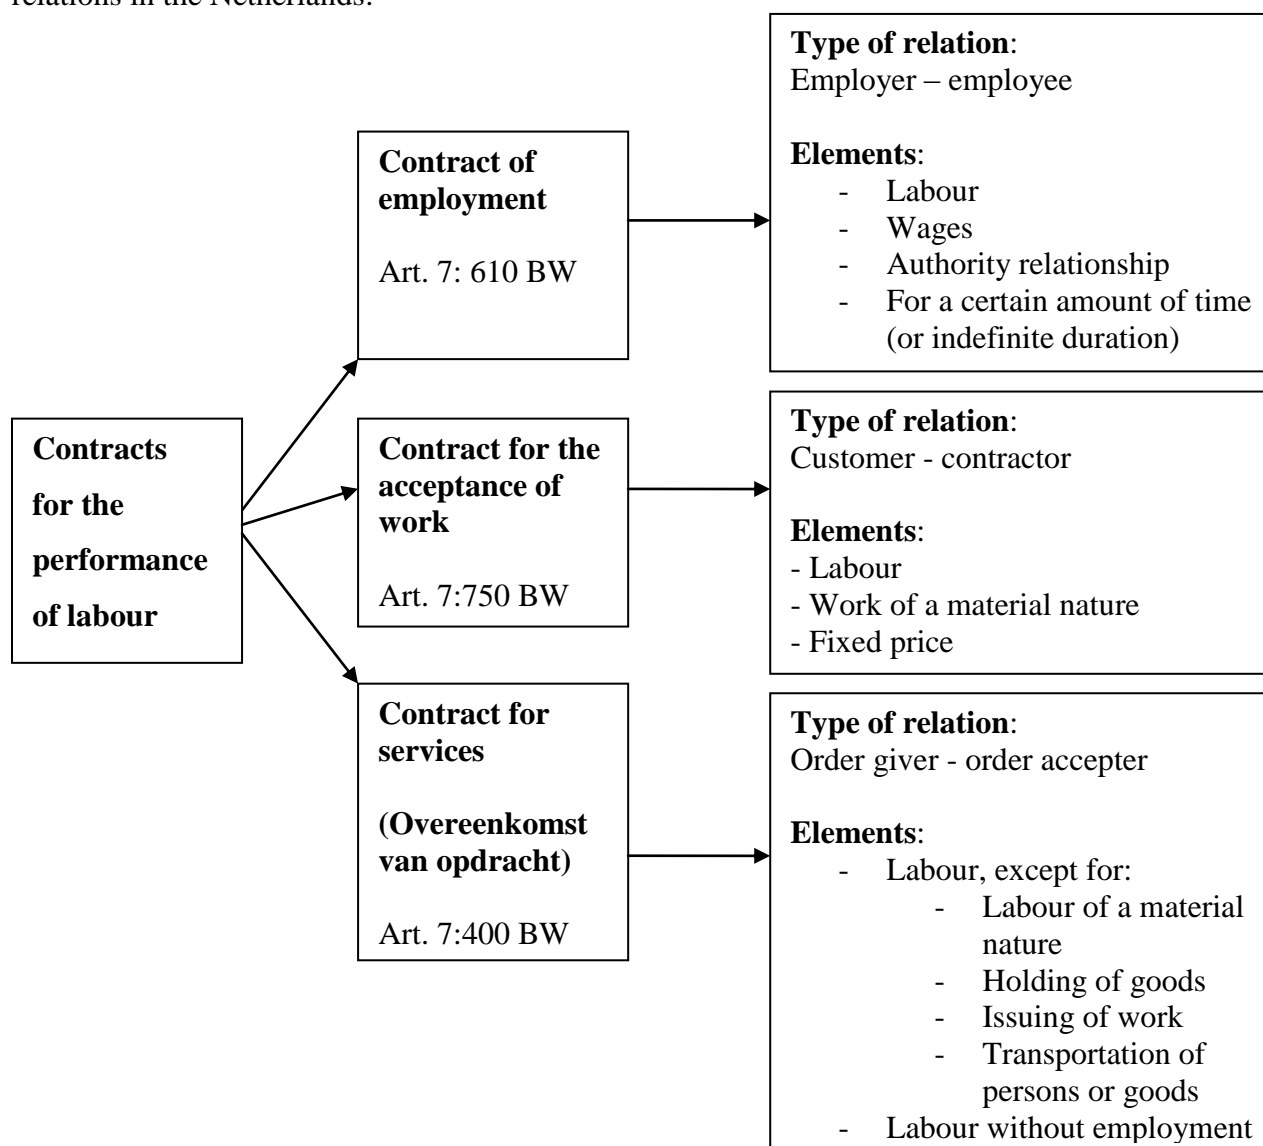 relations in the Netherlands.
Type of relation:
Employer – employee
Elements:
- Labour
- Wages
- Authority relationship
- For a certain amount of time
(or indefinite duration)
Contract of
employment
Art. 7: 610 BW
Contracts
for the
performance
of labour
Contract for the
acceptance of
work
Art. 7:750 BW
Type of relation:
Customer - contractor
Elements:
- Labour
- Work of a material nature
- Fixed price
Contract for
services
(Overeenkomst
van opdracht)
Art. 7:400 BW
Type of relation:
Order giver - order accepter
Elements:
- Labour, except for:
- Labour of a material
nature
- Holding of goods
- Issuing of work
- Transportation of
persons or goods
- Labour without employment